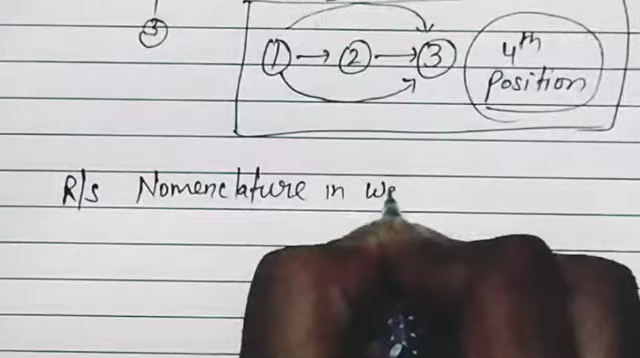 3
1 → 2 → 3
4th
Position
R/s Nomenclature in we